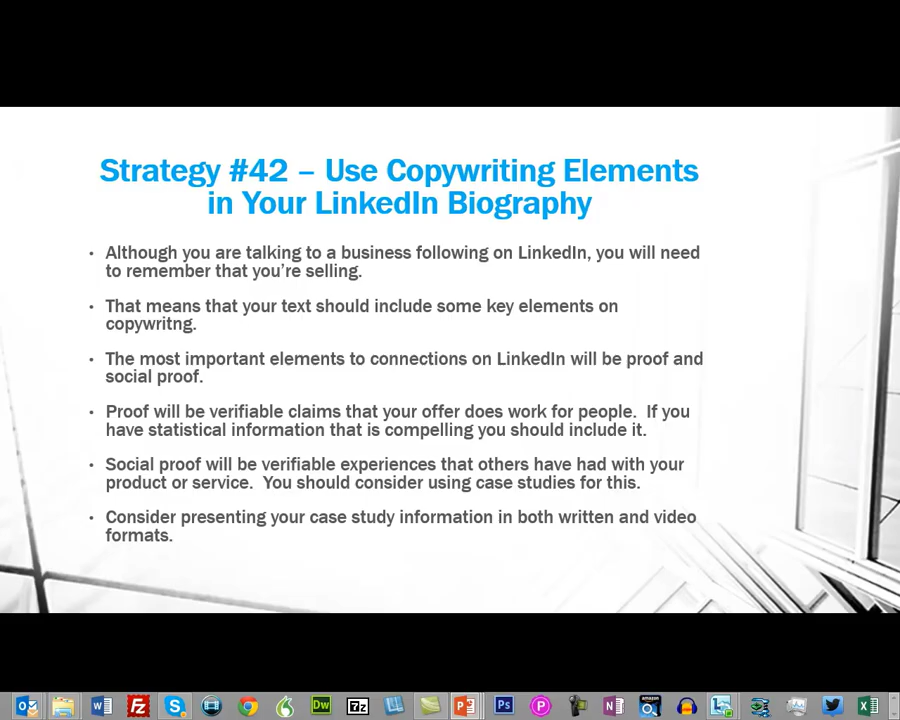 Strategy #42 – Use Copywriting Elements
in Your LinkedIn Biography
• Although you are talking to a business following on LinkedIn, you will need
to remember that you're selling.
• That means that your text should include some key elements on
copywritng.
• The most important elements to connections on LinkedIn will be proof and
social proof.
• Proof will be verifiable claims that your offer does work for people.  If you
have statistical information that is compelling you should include it.
• Social proof will be verifiable experiences that others have had with your
product or service.  You should consider using case studies for this.
• Consider presenting your case study information in both written and video
formats.
Dw
Tz
Ps
amazon